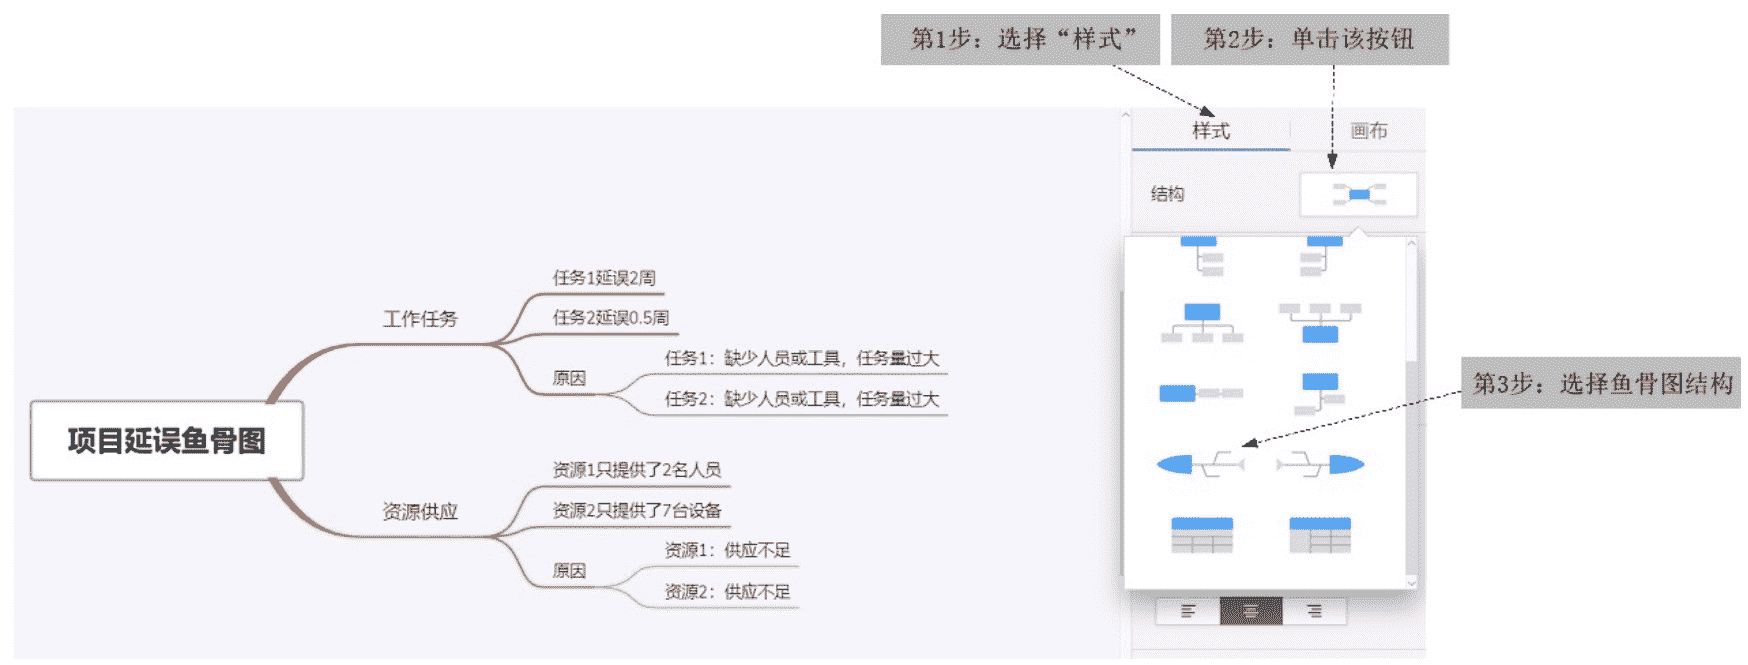 第1步：选择“样式”
第2步：单击该按钮
样式
画布
结构
任务1延误2周
工作任务
任务2延误0.5周
任务1：缺少人员或工具，任务量过大
原因
任务2：缺少人员或工具，任务量过大
第3步：选择鱼骨图结构
项目延误鱼骨图
资源1只提供了2名人员
资源供应
资源2只提供了7台设备
资源1：供应不足
原因
资源2：供应不足